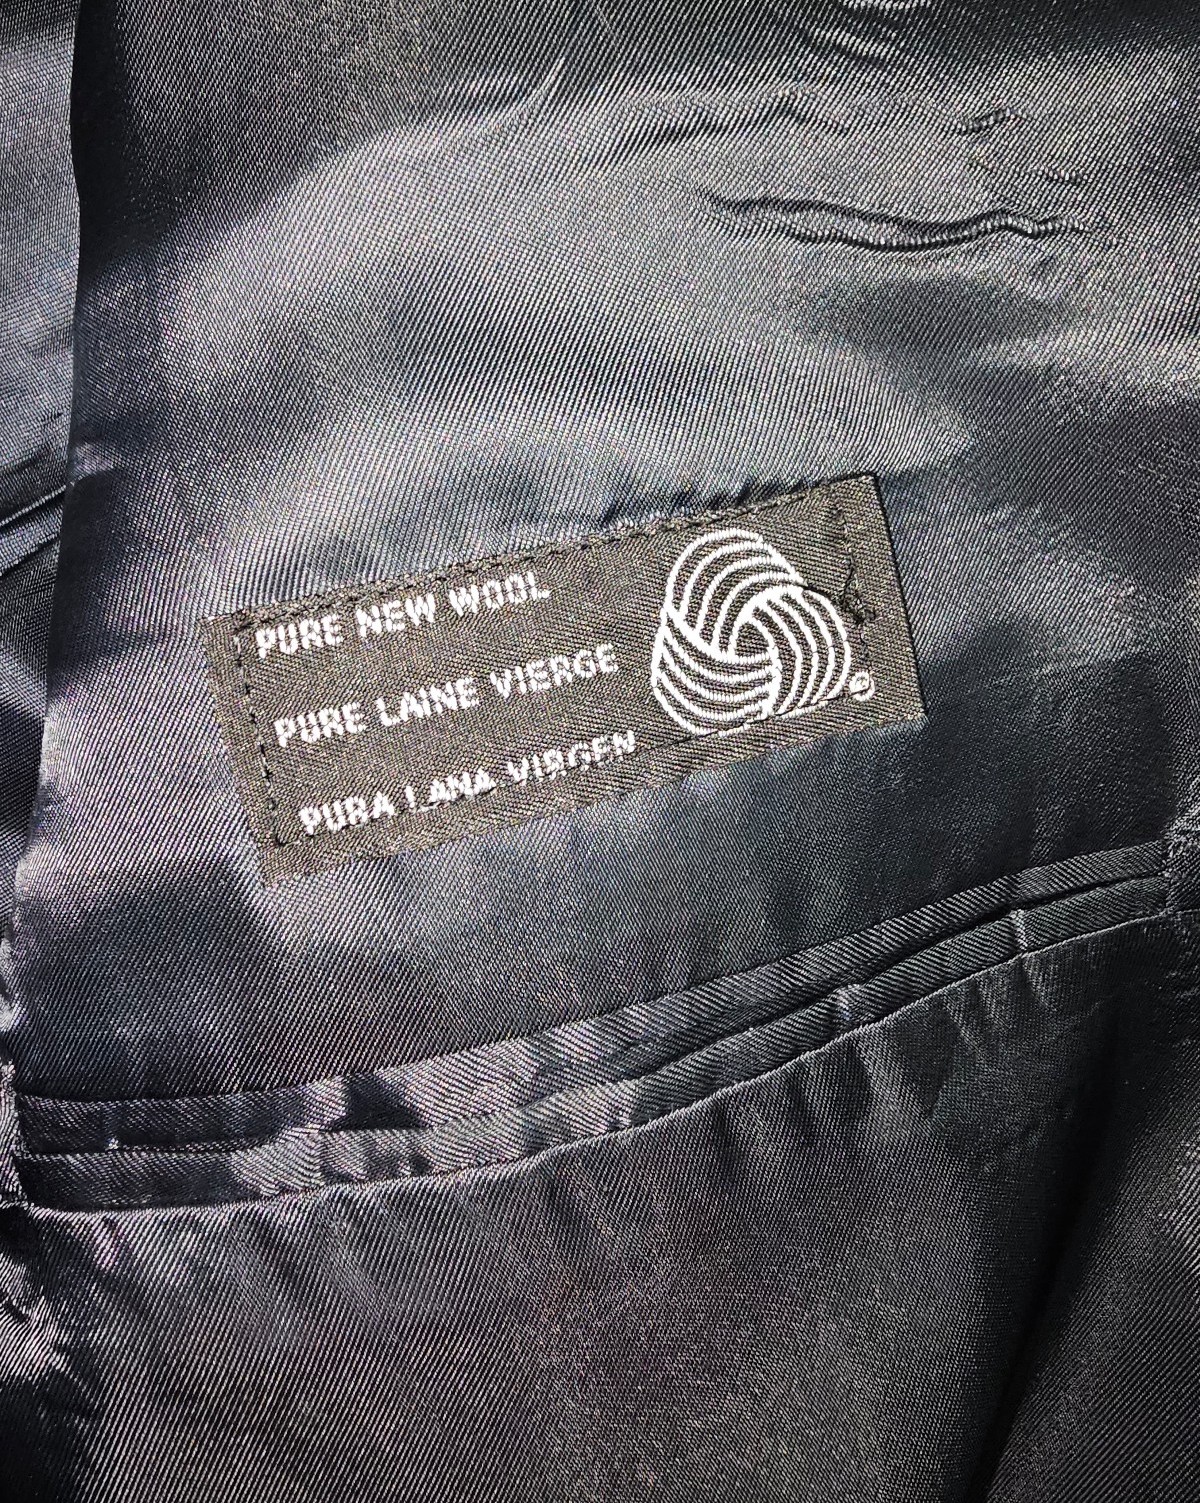 PURE NEW WOOL
PURE LAINE VIERGE
PURA LANA VIRGEN
®